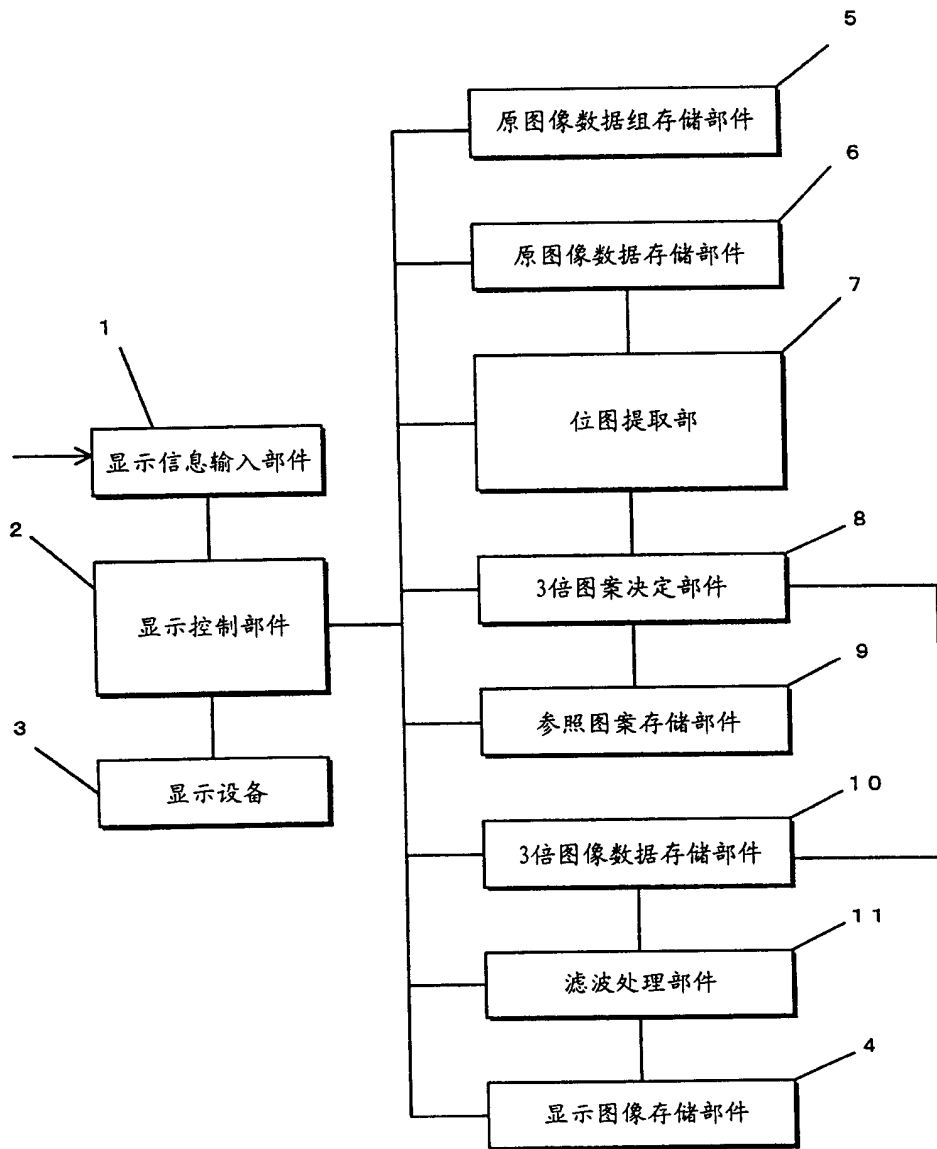 5
原图像数据组存储部件
6
原图像数据存储部件
7
位图提取部
1
显示信息输入部件
2
显示控制部件
3
显示设备
8
3倍图案决定部件
9
参照图案存储部件
10
3倍图像数据存储部件
11
滤波处理部件
4
显示图像存储部件